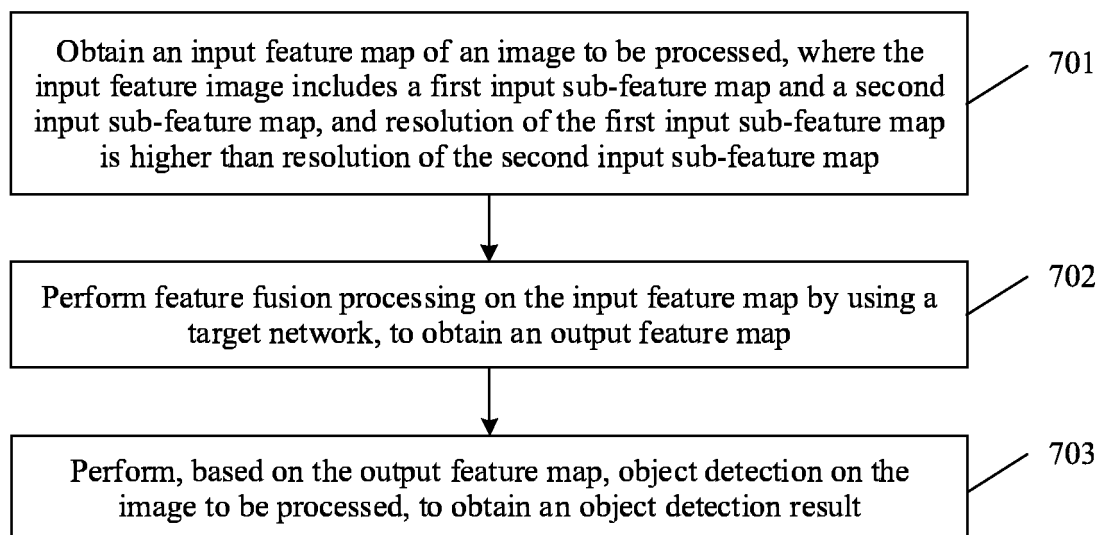 Obtain an input feature map of an image to be processed, where the
input feature image includes a first input sub-feature map and a second
input sub-feature map, and resolution of the first input sub-feature map
is higher than resolution of the second input sub-feature map
701
Perform feature fusion processing on the input feature map by using a
target network, to obtain an output feature map
702
Perform, based on the output feature map, object detection on the
image to be processed, to obtain an object detection result
703